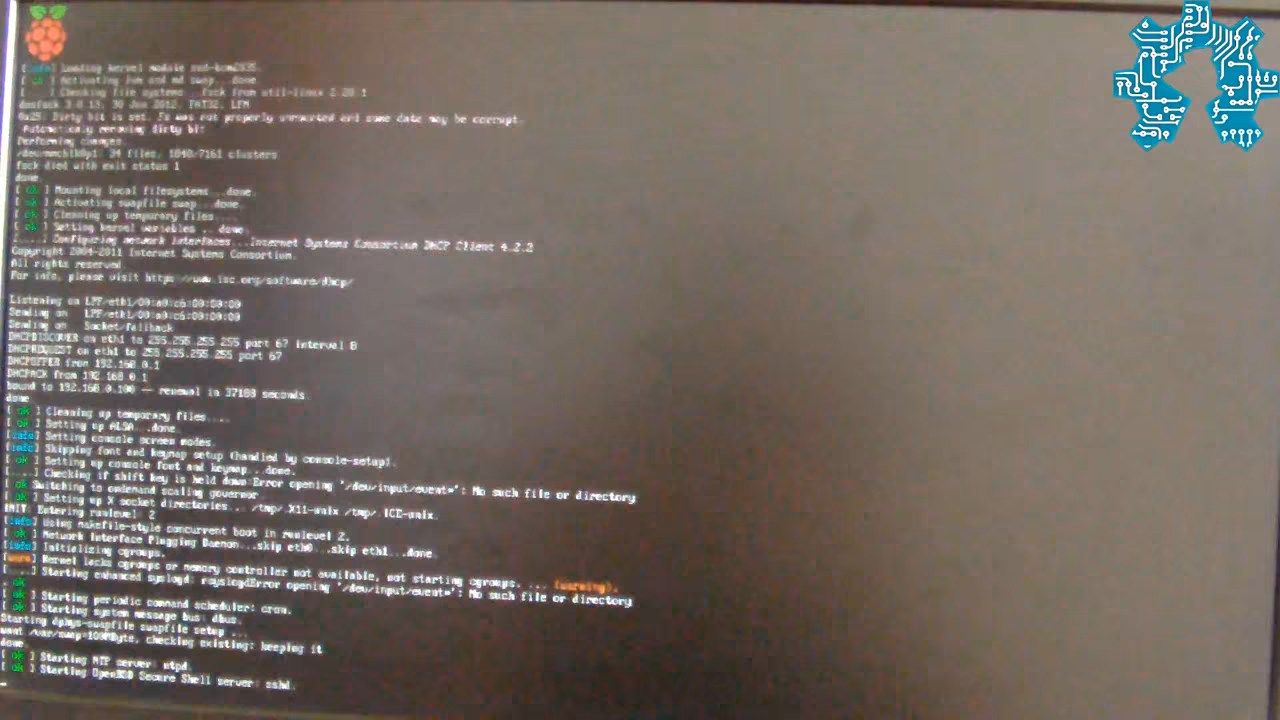 [info] Loading kernel module snd-bcm2835.
[ ok ] Activating lvm and md swap...done.
[....] Checking file systems...fsck from util-linux 2.20.1
dosfsck 3.0.13, 30 Jun 2012, FAT32, LFN
0x25: Dirty bit is set. Fs was not properly unmounted and some data may be corrupt.
Automatically removing dirty bit.
Performing changes.
/dev/mmcblk0p1: 34 files, 1840/7161 clusters
fsck died with exit status 1
done.
[ ok ] Mounting local filesystems...done.
[ ok ] Activating swapfile swap...done.
[ ok ] Cleaning up temporary files....
[ ok ] Setting kernel variables ...done.
[....] Configuring network interfaces...Internet Systems Consortium DHCP Client 4.2.2
Copyright 2004-2011 Internet Systems Consortium.
All rights reserved.
For info, please visit https://www.isc.org/software/dhcp/
Listening on LPF/eth1/00:a0:c6:00:00:00
Sending on   LPF/eth1/00:a0:c6:00:00:00
Sending on   Socket/fallback
DHCPDISCOVER on eth1 to 255.255.255.255 port 67 interval 8
DHCPREQUEST on eth1 to 255.255.255.255 port 67
DHCPOFFER from 192.168.0.1
DHCPACK from 192.168.0.1
bound to 192.168.0.100 -- renewal in 37188 seconds.
done.
[ ok ] Cleaning up temporary files....
[ ok ] Setting up ALSA...done.
[info] Setting console screen modes.
[info] Skipping font and keymap setup (handled by console-setup).
[ ok ] Setting up console font and keymap...done.
[....] Checking if shift key is held down:Error opening '/dev/input/event*': No such file or directory
[ ok Switching to ondemand scaling governor
[ ok ] Setting up X socket directories... /tmp/.X11-unix /tmp/.ICE-unix.
INIT: Entering runlevel: 2
[info] Using makefile-style concurrent boot in runlevel 2.
[ ok ] Network Interface Plugging Daemon...skip eth0...skip eth1...done.
[info] Initializing cgroups.
[warn] Kernel lacks cgroups or memory controller not available, not starting cgroups. ... (warning).
[....] Starting enhanced syslogd: rsyslogdError opening '/dev/input/event*': No such file or directory
. ok
[ ok ] Starting periodic command scheduler: cron.
[ ok ] Starting system message bus: dbus.
Starting dphys-swapfile swapfile setup ...
want /var/swap=100MByte, checking existing: keeping it
done.
[ ok ] Starting NTP server: ntpd.
[ ok ] Starting OpenBSD Secure Shell server: sshd.